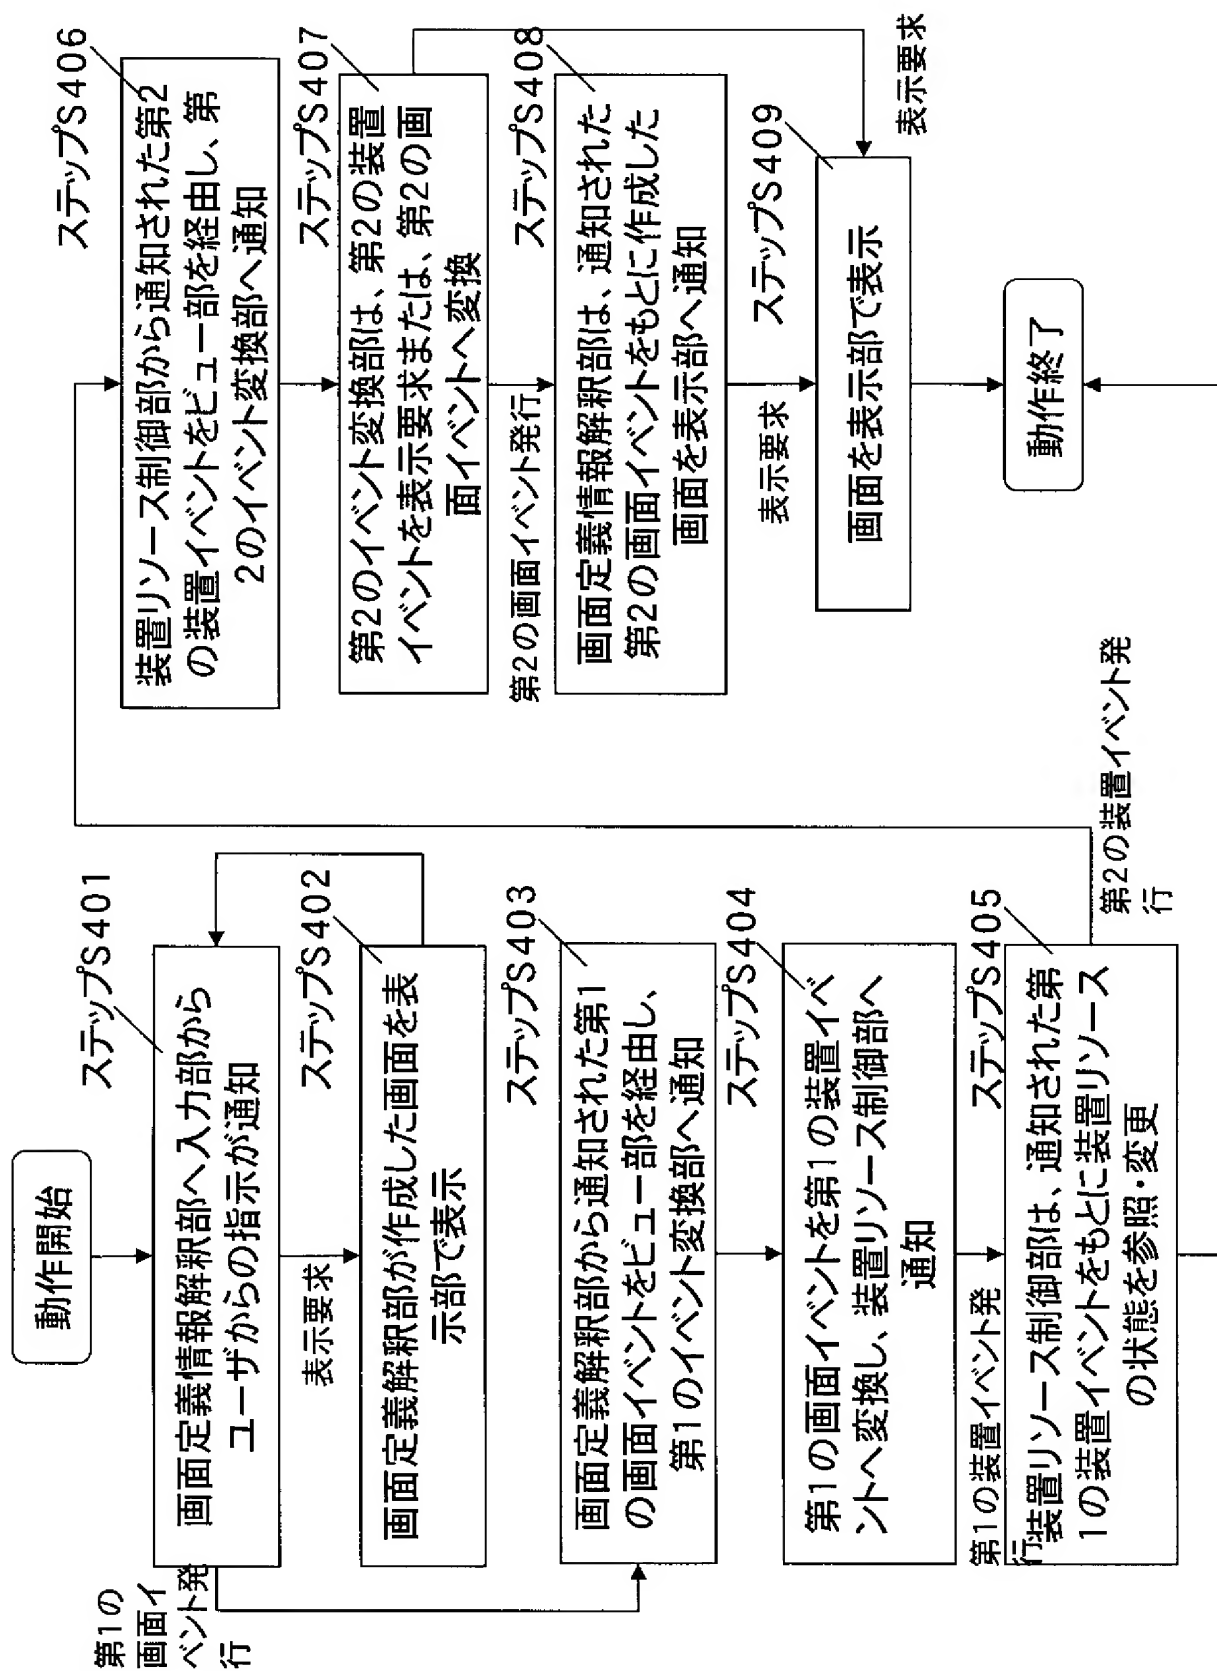 動作開始
ステップS401
画面定義情報解釈部へ入力部から
ユーザからの指示が通知
第1の
画面イ
ベント発
行
表示要求
ステップS402
画面定義解釈部が作成した画面を表
示部で表示
ステップS403
画面定義解釈部から通知された第1
の画面イベントをビュー部を経由し、
第1のイベント変換部へ通知
ステップS404
第1の画面イベントを第1の装置イベ
ントへ変換し、装置リソース制御部へ
通知
第1の装置イベント発
行
ステップS405
装置リソース制御部は、通知された第
1の装置イベントをもとに装置リソース
の状態を参照・変更
第2の装置イベント発
行
ステップS406
装置リソース制御部から通知された第2
の装置イベントをビュー部を経由し、第
2のイベント変換部へ通知
ステップS407
第2のイベント変換部は、第2の装置
イベントを表示要求または、第2の画
面イベントへ変換
第2の画面イベント発行
表示要求
ステップS408
画面定義情報解釈部は、通知された
第2の画面イベントをもとに作成した
画面を表示部へ通知
表示要求
ステップS409
画面を表示部で表示
動作終了